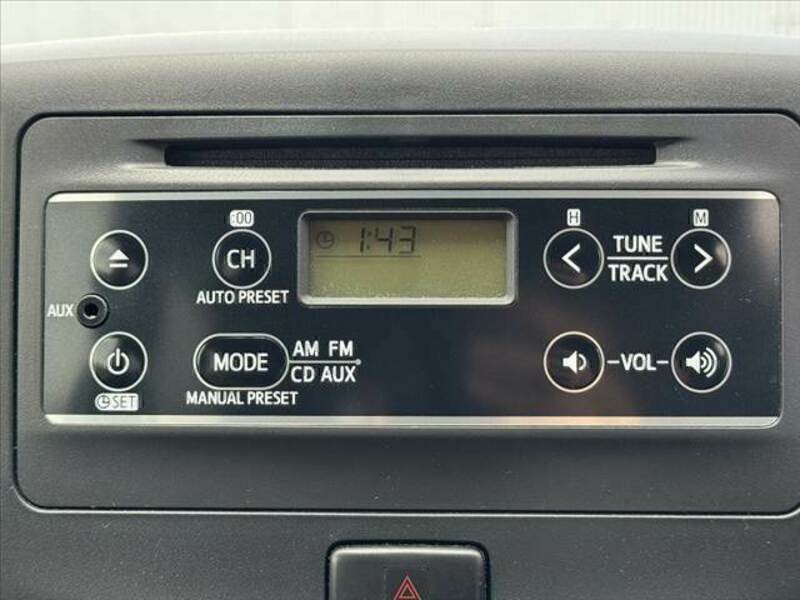 :00
H
M
1:43
CH
TUNE
TRACK
AUTO PRESET
AUX
MODE
AM FM
CD AUX
VOL
SET
MANUAL PRESET